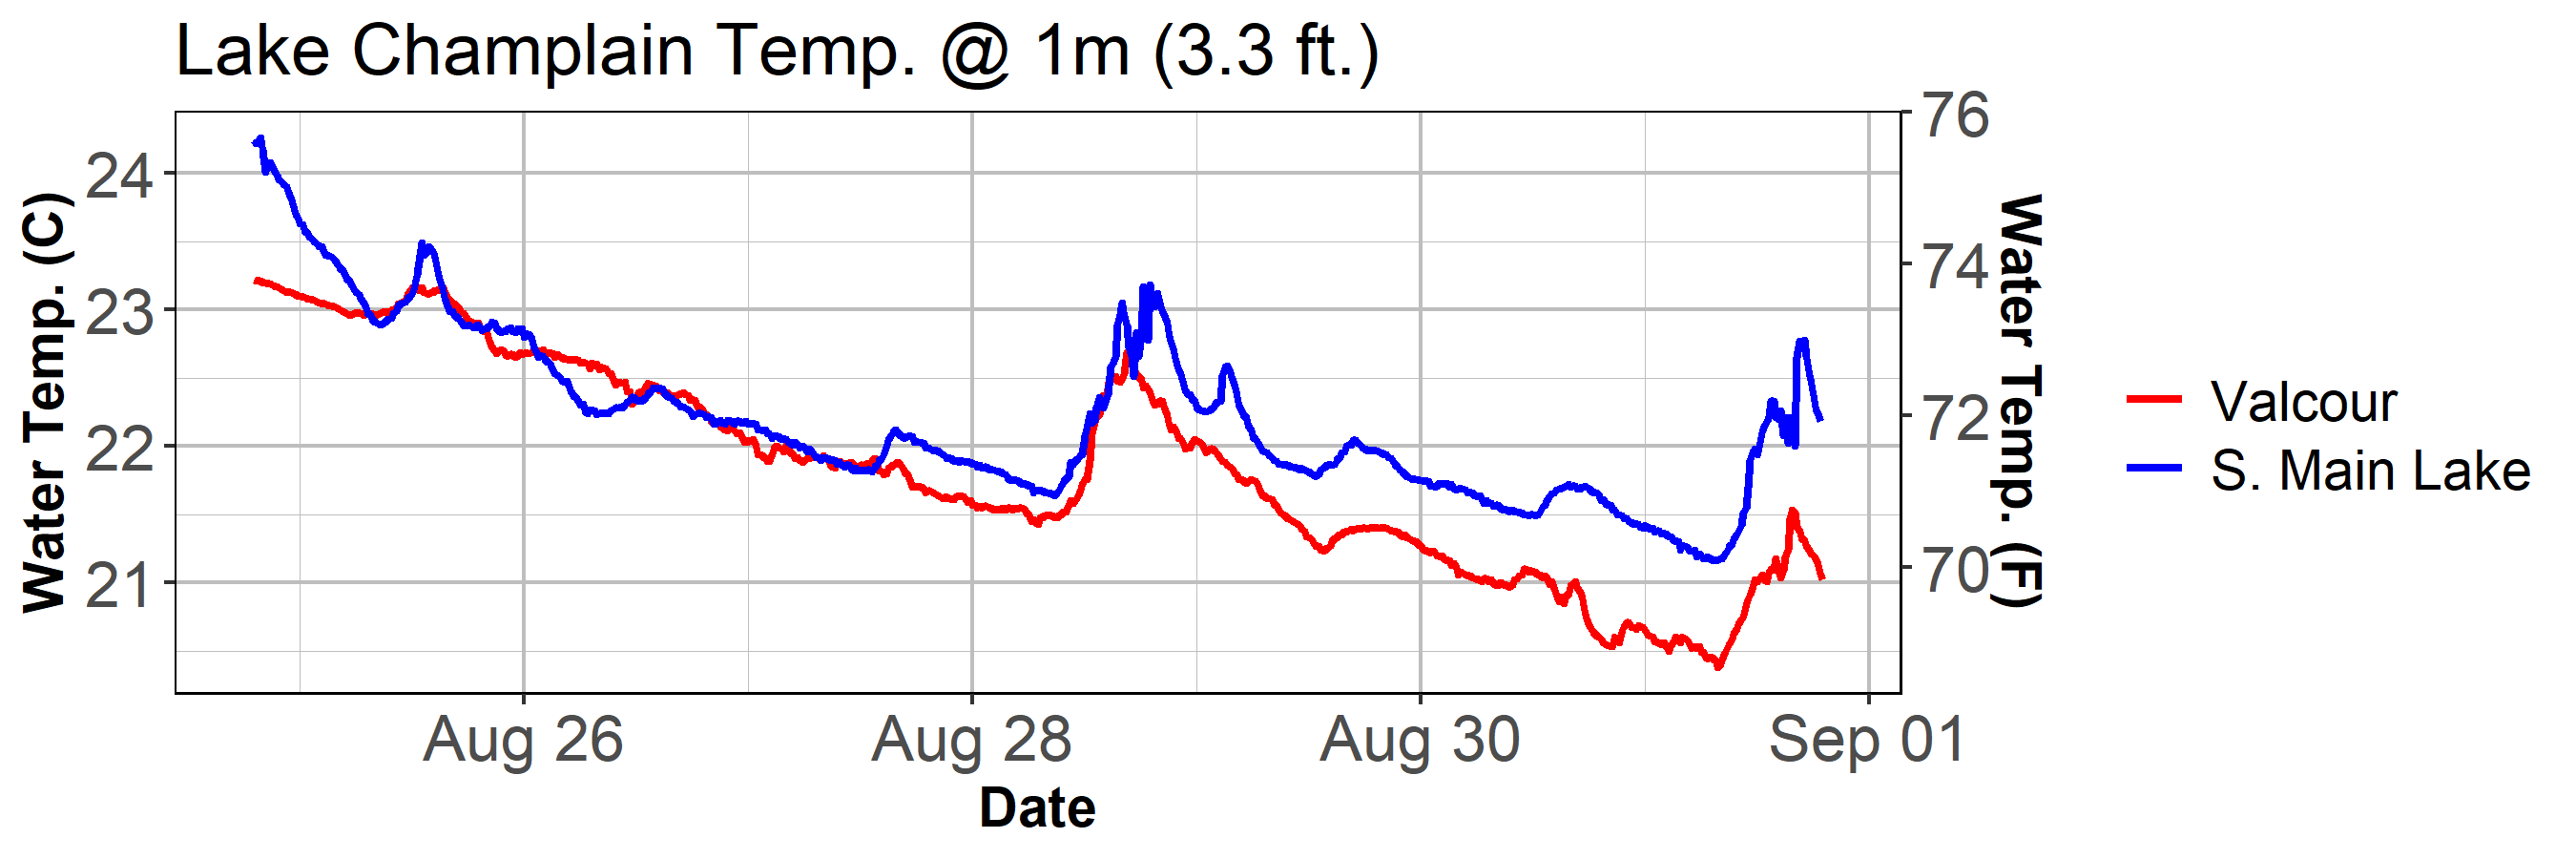 Lake Champlain Temp. @ 1m (3.3 ft.)
Water Temp. (C)
24
23
22
21
76
74
72
70
Water Temp. (F)
Aug 26
Aug 28
Aug 30
Sep 01
Date
Valcour
S. Main Lake